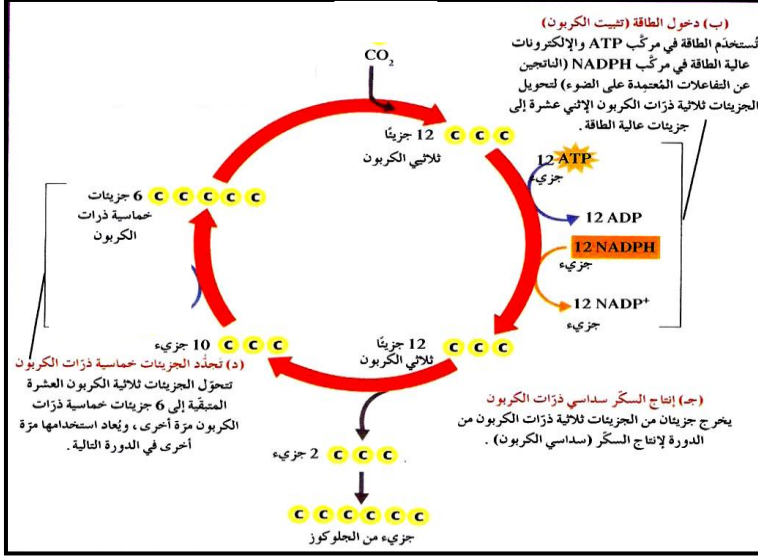 (ب) دخول الطاقة (تثبيت الكربون)
تُستخدَم الطاقة في مركّب ATP والإلكترونات
عالية الطاقة في مركّب NADPH (الناتجين
عن التفاعلات المُعتمِدة على الضوء) لتحويل
الجزيئات ثلاثية ذرّات الكربون الإثني عشرة إلى
جزيئات عالية الطاقة .
CO2
12 جزيئًا C C C
ثلاثيي الكربون
12 ATP
جزيء
12 ADP
12 NADPH
جزيء
12 NADP+
جزيء
6 جزيئات C C C C C
خماسية ذرات
الكربون
12 جزيئًا C C C
ثلاثي الكربون
10 جزيء C C C
(جـ) إنتاج السكّر سداسي ذرّات الكربون
يخرج جزيئان من الجزيئات ثلاثية ذرّات الكربون من
الدورة لإنتاج السكّر (سداسي الكربون) .
(د) تجدُّد الجزيئات خماسية ذرّات الكربون
تتحوّل الجزيئات ثلاثية الكربون العشرة
المتبقّية إلى 6 جزيئات خماسية ذرّات
الكربون مرّة أخرى ، ويُعاد استخدامها مرّة
أخرى في الدورة التالية .
2 جزيء C C C
C C C C C C
جزيء من الجلوكوز